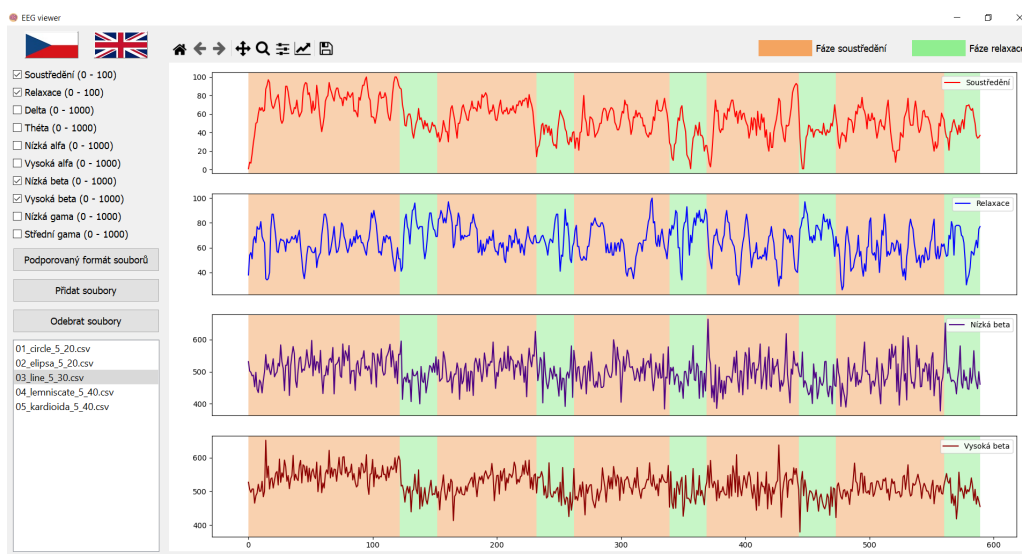 EEG viewer
Fáze soustředění
Fáze relaxace
Soustředění (0 - 100)
Relaxace (0 - 100)
Delta (0 - 1000)
Théta (0 - 1000)
Nízká alfa (0 - 1000)
Vysoká alfa (0 - 1000)
Nízká beta (0 - 1000)
Vysoká beta (0 - 1000)
Nízká gama (0 - 1000)
Střední gama (0 - 1000)
Podporovaný formát souborů
Přidat soubory
Odebrat soubory
01_circle_5_20.csv
02_elipsa_5_20.csv
03_line_5_30.csv
04_lemniscate_5_40.csv
05_kardioida_5_40.csv
Soustředění
100
80
60
40
20
0
Relaxace
100
80
60
40
Nízká beta
600
500
400
Vysoká beta
600
500
400
0 100 200 300 400 500 600